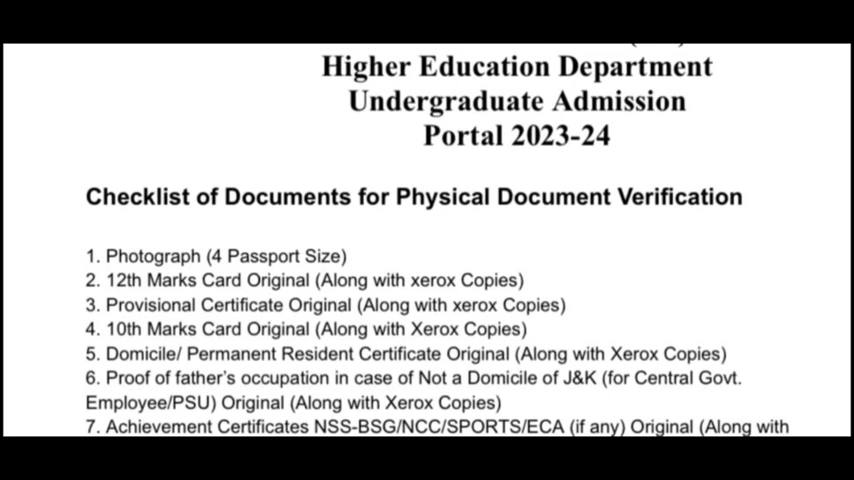 Higher Education Department
Undergraduate Admission
Portal 2023-24
Checklist of Documents for Physical Document Verification
1. Photograph (4 Passport Size)
2. 12th Marks Card Original (Along with xerox Copies)
3. Provisional Certificate Original (Along with xerox Copies)
4. 10th Marks Card Original (Along with Xerox Copies)
5. Domicile/ Permanent Resident Certificate Original (Along with Xerox Copies)
6. Proof of father’s occupation in case of Not a Domicile of J&K (for Central Govt.
Employee/PSU) Original (Along with Xerox Copies)
7. Achievement Certificates NSS-BSG/NCC/SPORTS/ECA (if any) Original (Along with